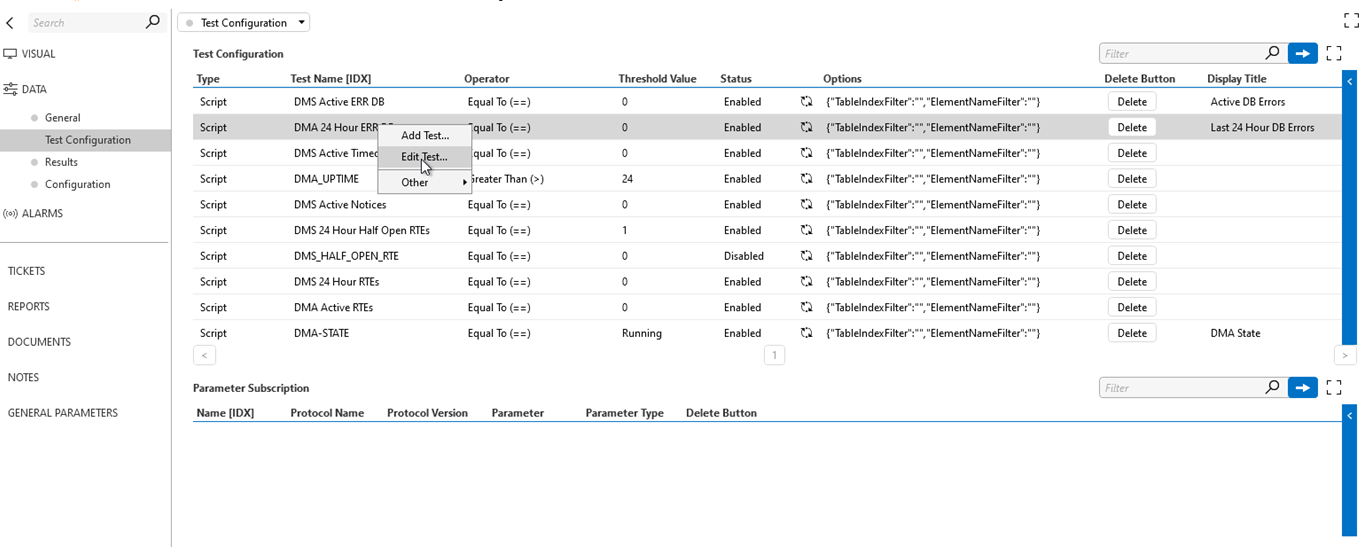 Search
Test Configuration
VISUAL
DATA
General
Test Configuration
Results
Configuration
ALARMS
TICKETS
REPORTS
DOCUMENTS
NOTES
GENERAL PARAMETERS
Test Configuration
Filter
Type Test Name [IDX] Operator Threshold Value Status Options Delete Button Display Title
Script DMS Active ERR DB Equal To (==) 0 Enabled {"TableIndexFilter":"","ElementNameFilter":""} Delete Active DB Errors
Script DMA 24 Hour ERR Equal To (==) 0 Enabled {"TableIndexFilter":"","ElementNameFilter":""} Delete Last 24 Hour DB Errors
Script DMS Active Equal To (==) 0 Enabled {"TableIndexFilter":"","ElementNameFilter":""} Delete
Script DMA_UPTIME Greater Than (>) 24 Enabled {"TableIndexFilter":"","ElementNameFilter":""} Delete
Script DMS Active Notices Equal To (==) 0 Enabled {"TableIndexFilter":"","ElementNameFilter":""} Delete
Script DMS 24 Hour Half Open RTEs Equal To (==) 1 Enabled {"TableIndexFilter":"","ElementNameFilter":""} Delete
Script DMS_HALF_OPEN_RTE Equal To (==) 0 Disabled {"TableIndexFilter":"","ElementNameFilter":""} Delete
Script DMS 24 Hour RTEs Equal To (==) 0 Enabled {"TableIndexFilter":"","ElementNameFilter":""} Delete
Script DMA Active RTEs Equal To (==) 0 Enabled {"TableIndexFilter":"","ElementNameFilter":""} Delete
Script DMA-STATE Equal To (==) Running Enabled {"TableIndexFilter":"","ElementNameFilter":""} Delete DMA State
Add Test...
Edit Test...
Other
< 1 >
Parameter Subscription
Filter
Name [IDX] Protocol Name Protocol Version Parameter Parameter Type Delete Button